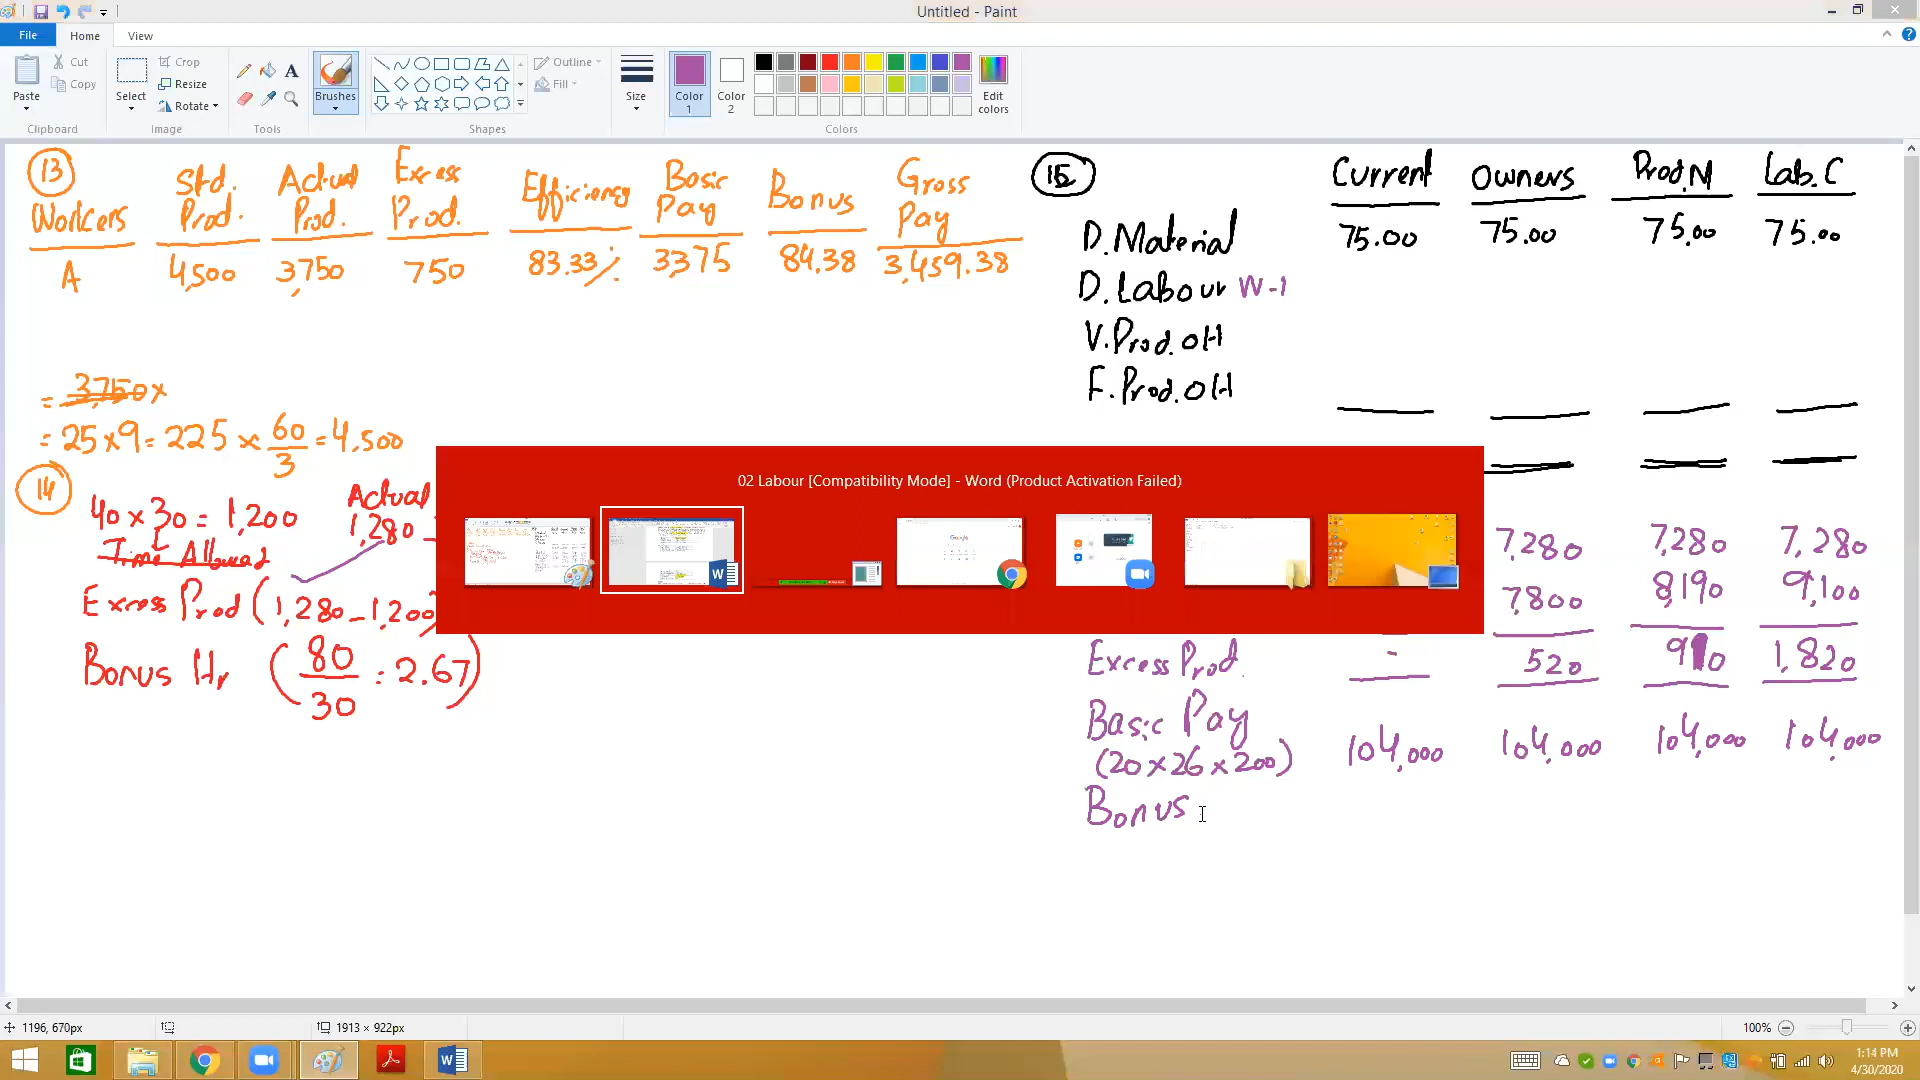 Untitled - Paint
File Home View
Cut
Copy
Paste
Clipboard
Select
Crop
Resize
Rotate
Image
Tools
Brushes
Outline
Fill
Shapes
Size
Color 1
Color 2
Edit colors
Colors
13
Workers
Std. Prod.
Actual Prod.
Excess Prod.
Efficiency
Basic Pay
Bonus
Gross Pay
A 4,500 3,750 750 83.33% 3375 84.38 3,459.38
= 3,750 x
= 25 x 9 = 225 x 60/3 = 4,500
14
40 x 30 = 1,200
Time Allowed
Actual
1,280
Excess Prod (1,280 - 1,200)
Bonus Hr (80/30 = 2.67)
15
Current Owners Prod.M Lab.C
D.Material 75.00 75.00 75.00 75.00
D.Labour W-1
V.Prod.OH
F.Prod.OH
02 Labour [Compatibility Mode] - Word (Product Activation Failed)
7,280 7,280 7,280
7,800 8,190 9,100
Excess Prod. - 520 910 1,820
Basic Pay
(20 x 26 x 200) 104,000 104,000 104,000 104,000
Bonus
1196, 670px
1913 × 922px
100%
1:14 PM
4/30/2020